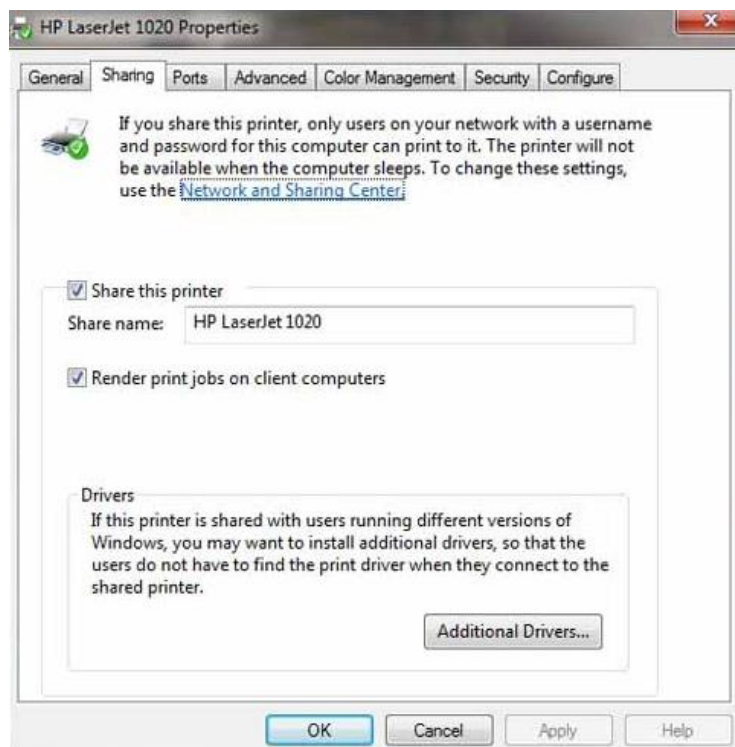 HP LaserJet 1020 Properties
General Sharing Ports Advanced Color Management Security Configure
If you share this printer, only users on your network with a username
and password for this computer can print to it. The printer will not
be available when the computer sleeps. To change these settings,
use the Network and Sharing Center.
Share this printer
Share name: HP LaserJet 1020
Render print jobs on client computers
Drivers
If this printer is shared with users running different versions of
Windows, you may want to install additional drivers, so that the
users do not have to find the print driver when they connect to the
shared printer.
Additional Drivers...
OK Cancel Apply Help